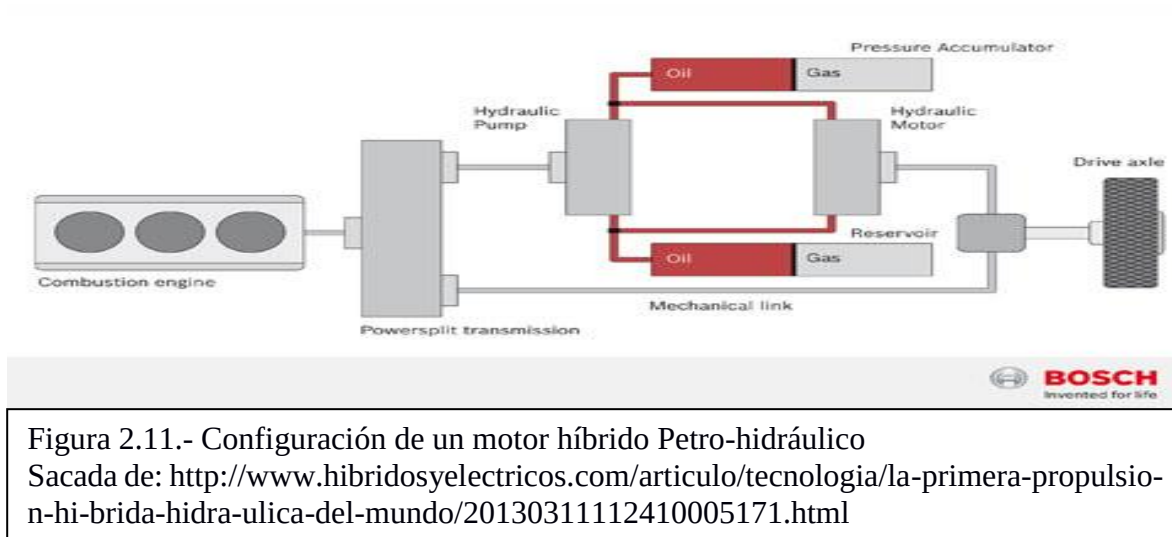 Pressure Accumulator
Oil
Gas
Hydraulic
Pump
Hydraulic
Motor
Drive axle
Reservoir
Oil
Gas
Combustion engine
Mechanical link
Powersplit transmission
BOSCH
Invented for life
Figura 2.11.- Configuración de un motor híbrido Petro-hidráulico
Sacada de: http://www.hibridosyelectricos.com/articulo/tecnologia/la-primera-propulsio-
n-hi-brida-hidra-ulica-del-mundo/20130311112410005171.html